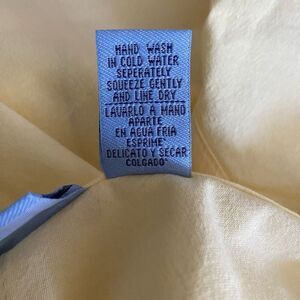 HAND WASH
IN COLD WATER
SEPERATELY
SQUEEZE GENTLY
AND LINE DRY
LAVARLO A MANO
APARTE
EN AGUA FRIA
ESPRIME
DELICATO Y SECAR
COLGADO